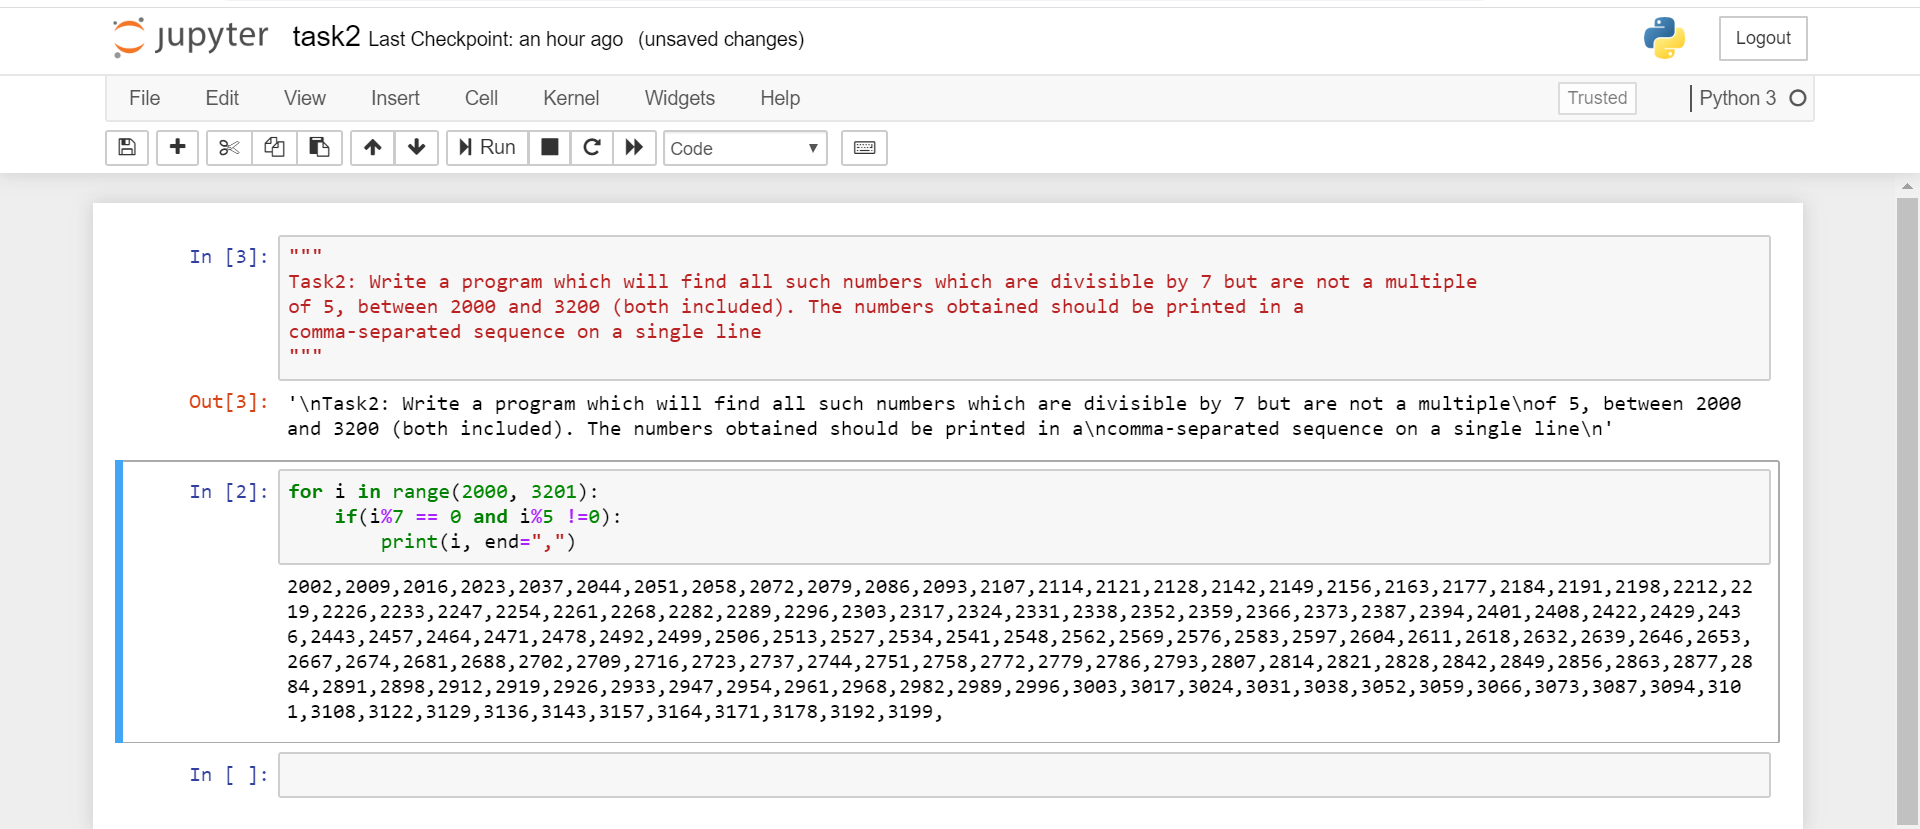 jupyter task2 Last Checkpoint: an hour ago (unsaved changes) Logout
File Edit View Insert Cell Kernel Widgets Help Trusted Python 3
Run Code
In [3]: """
Task2: Write a program which will find all such numbers which are divisible by 7 but are not a multiple
of 5, between 2000 and 3200 (both included). The numbers obtained should be printed in a
comma-separated sequence on a single line
"""
Out[3]: '\nTask2: Write a program which will find all such numbers which are divisible by 7 but are not a multiple\nof 5, between 2000
and 3200 (both included). The numbers obtained should be printed in a\ncomma-separated sequence on a single line\n'
In [2]: for i in range(2000, 3201):
    if(i%7 == 0 and i%5 !=0):
        print(i, end=",")
2002,2009,2016,2023,2037,2044,2051,2058,2072,2079,2086,2093,2107,2114,2121,2128,2142,2149,2156,2163,2177,2184,2191,2198,2212,22
19,2226,2233,2247,2254,2261,2268,2282,2289,2296,2303,2317,2324,2331,2338,2352,2359,2366,2373,2387,2394,2401,2408,2422,2429,243
6,2443,2457,2464,2471,2478,2492,2499,2506,2513,2527,2534,2541,2548,2562,2569,2576,2583,2597,2604,2611,2618,2632,2639,2646,2653,
2667,2674,2681,2688,2702,2709,2716,2723,2737,2744,2751,2758,2772,2779,2786,2793,2807,2814,2821,2828,2842,2849,2856,2863,2877,28
84,2891,2898,2912,2919,2926,2933,2947,2954,2961,2968,2982,2989,2996,3003,3017,3024,3031,3038,3052,3059,3066,3073,3087,3094,310
1,3108,3122,3129,3136,3143,3157,3164,3171,3178,3192,3199,
In [ ]: